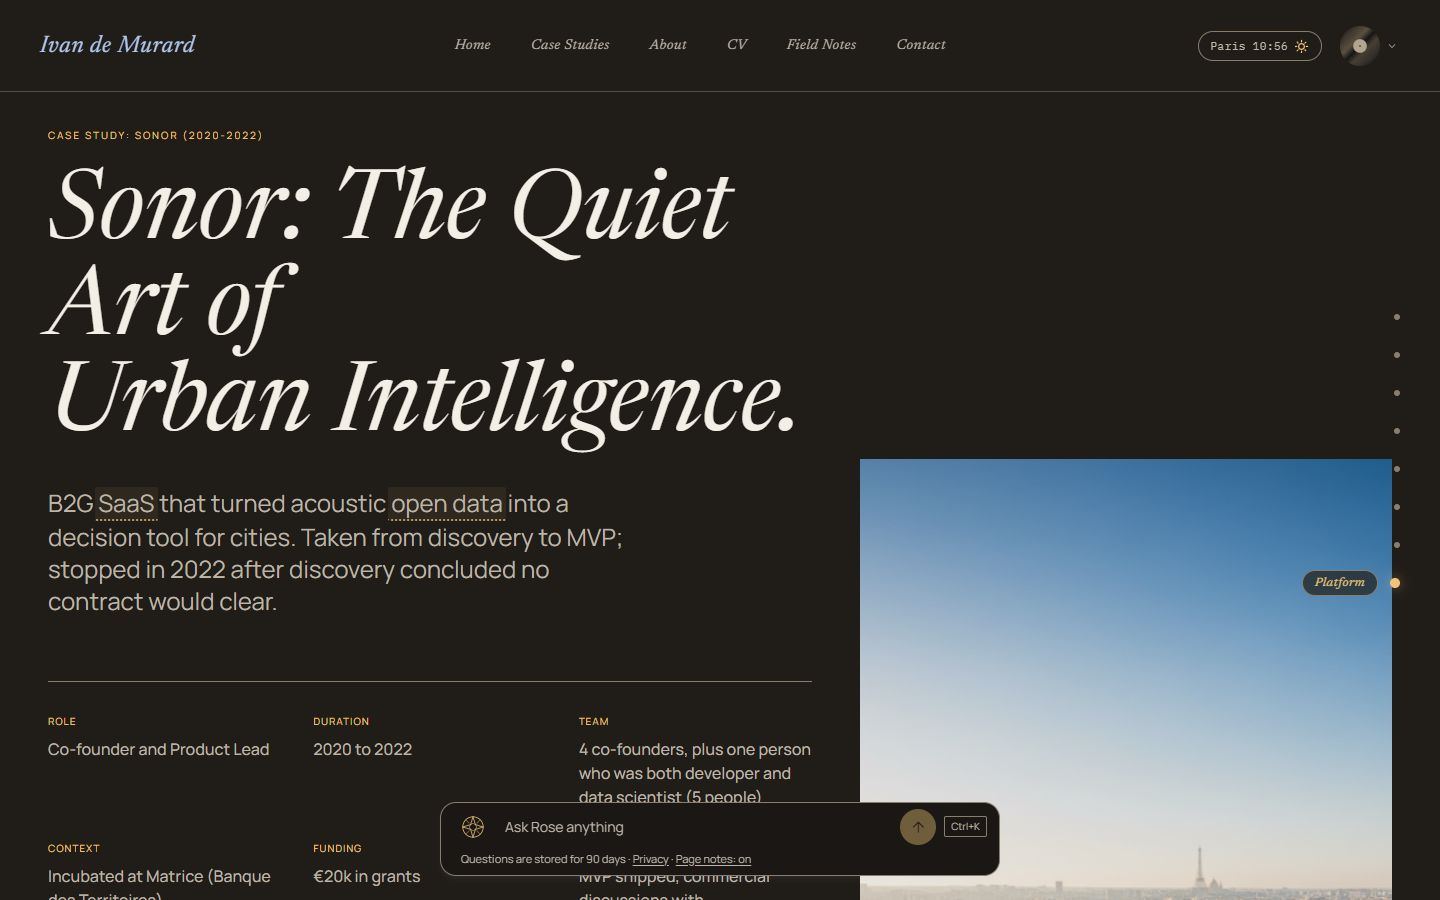 Ivan de Murard
Home
Case Studies
About
CV
Field Notes
Contact
Paris 10:56
CASE STUDY: SONOR (2020-2022)
Sonor: The Quiet
Art of
Urban Intelligence.
B2G SaaS that turned acoustic open data into a
decision tool for cities. Taken from discovery to MVP;
stopped in 2022 after discovery concluded no
contract would clear.
Platform
ROLE
Co-founder and Product Lead
DURATION
2020 to 2022
TEAM
4 co-founders, plus one person
who was both developer and
data scientist (5 people)
CONTEXT
Incubated at Matrice (Banque
des Territoires)
FUNDING
€20k in grants
MVP shipped, commercial
discussions with
Ask Rose anything
Ctrl+K
Questions are stored for 90 days · Privacy · Page notes: on